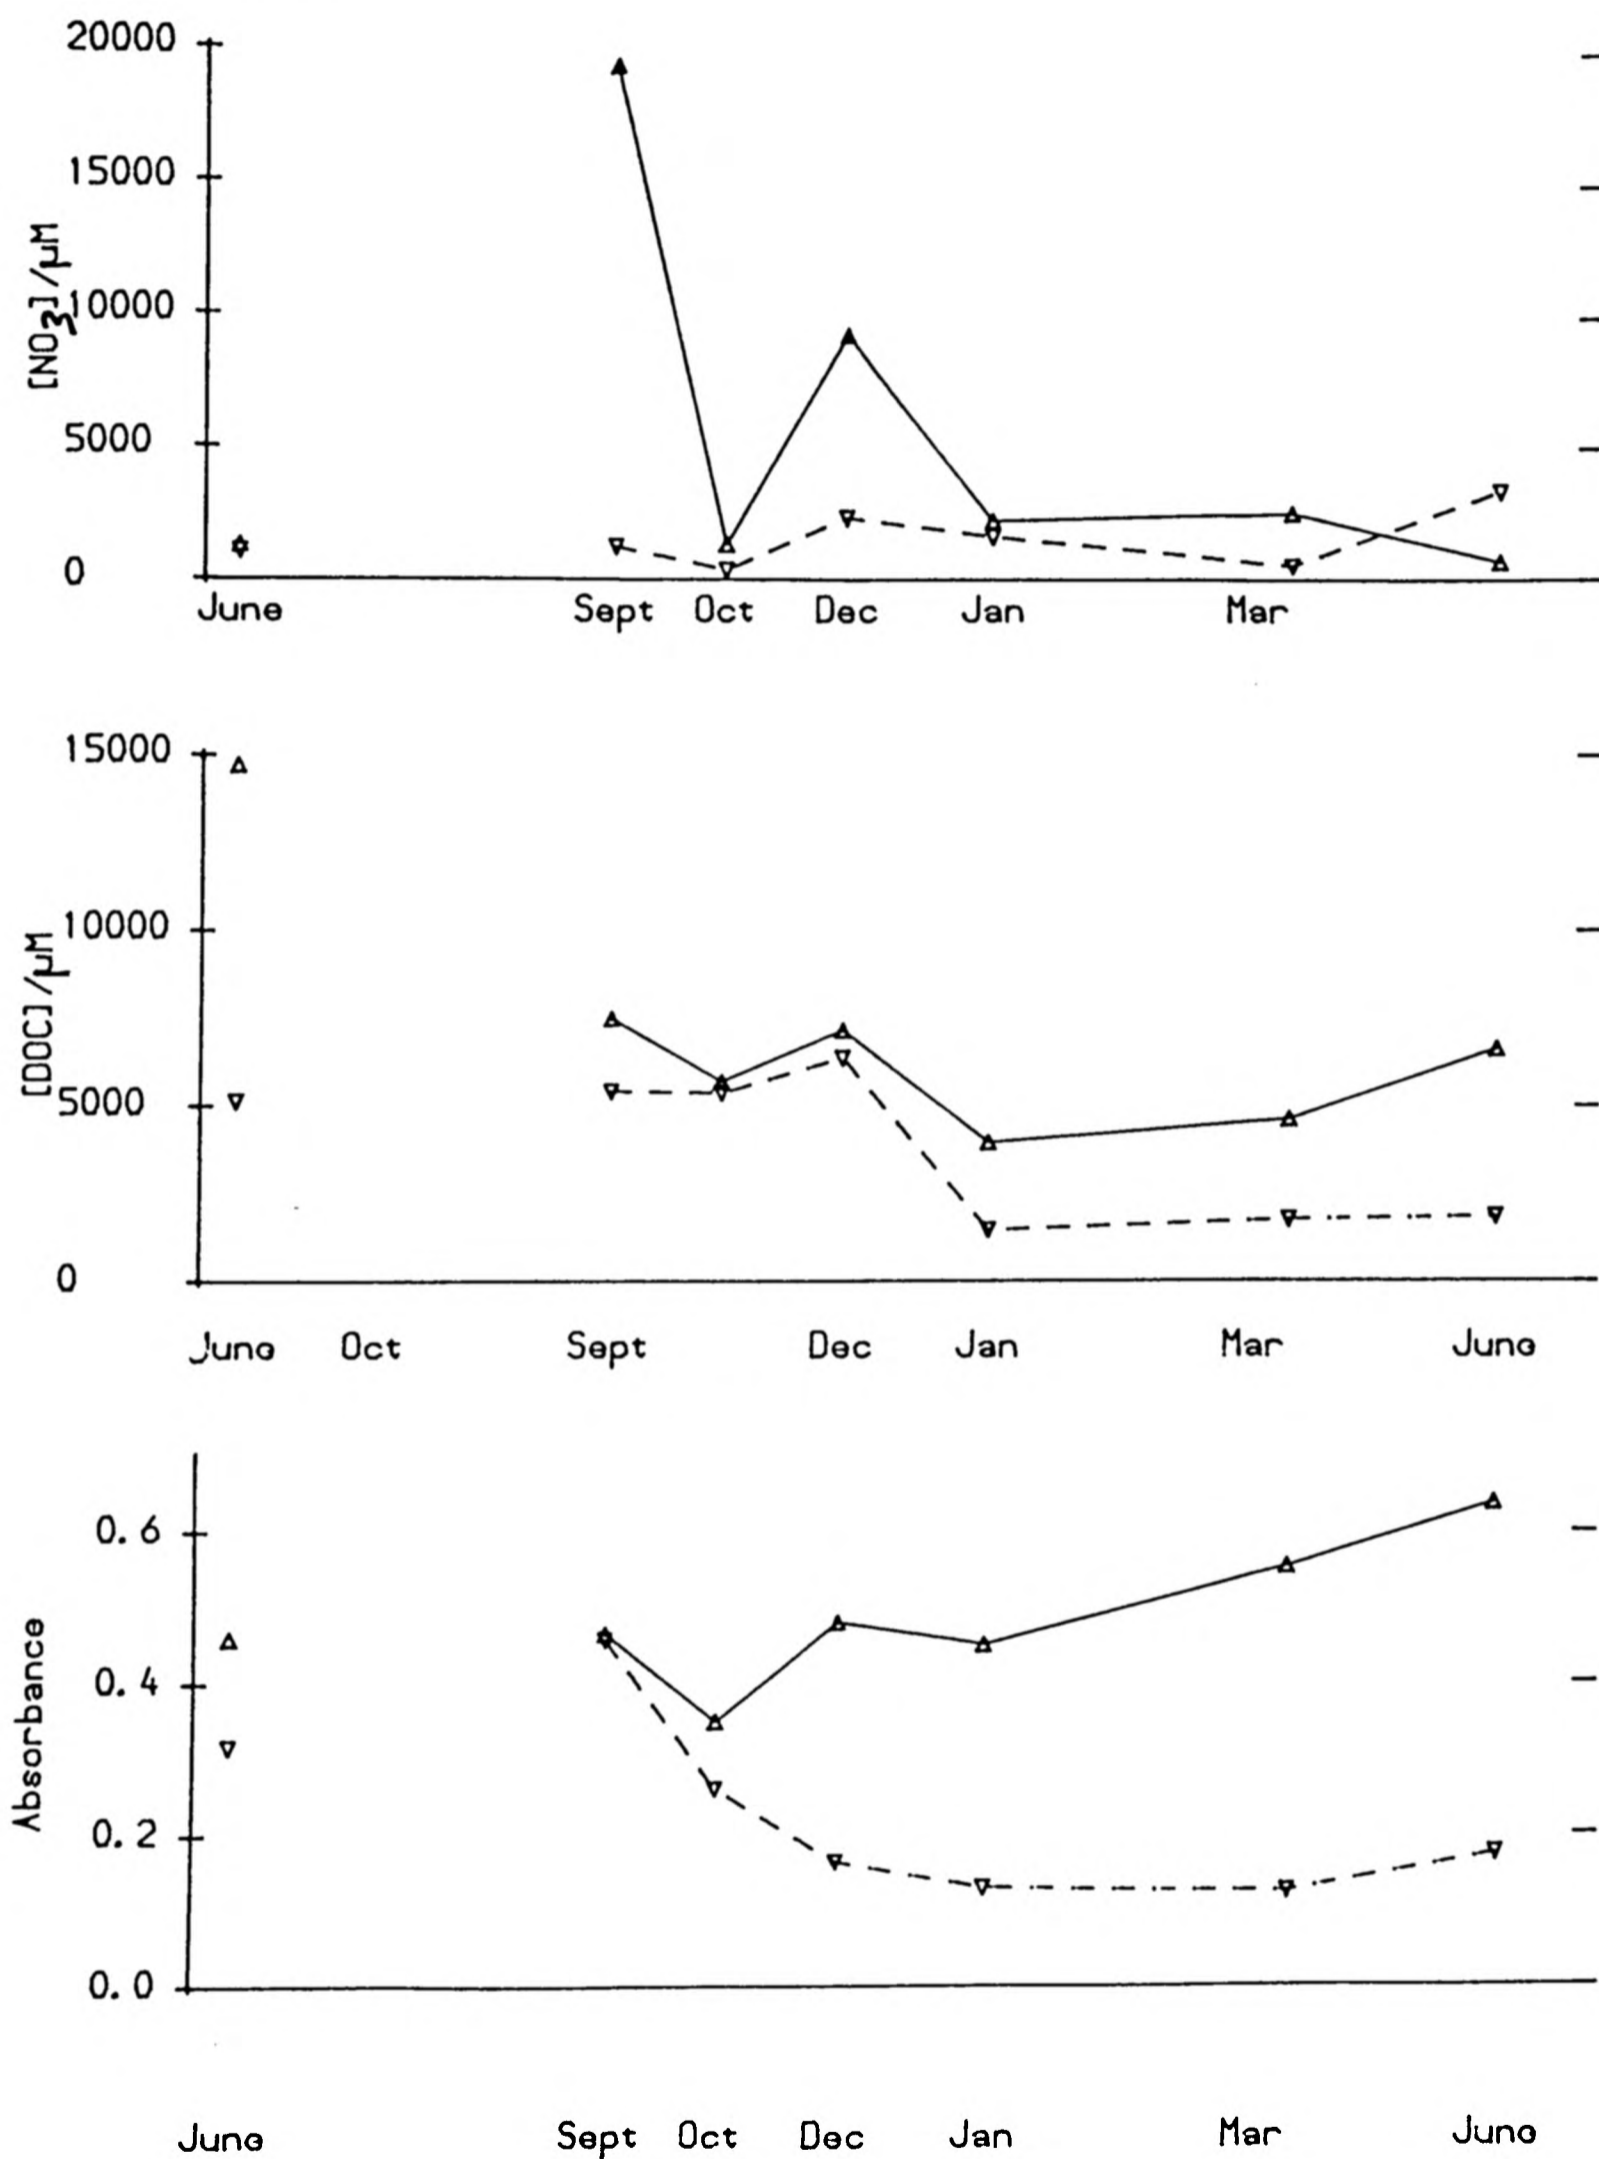 20000
15000
[NO3]/µM
10000
5000
0
June Sept Oct Dec Jan Mar
15000
[DOC]/µM
10000
5000
0
June Oct Sept Dec Jan Mar June
Absorbance
0.6
0.4
0.2
0.0
June Sept Oct Dec Jan Mar June